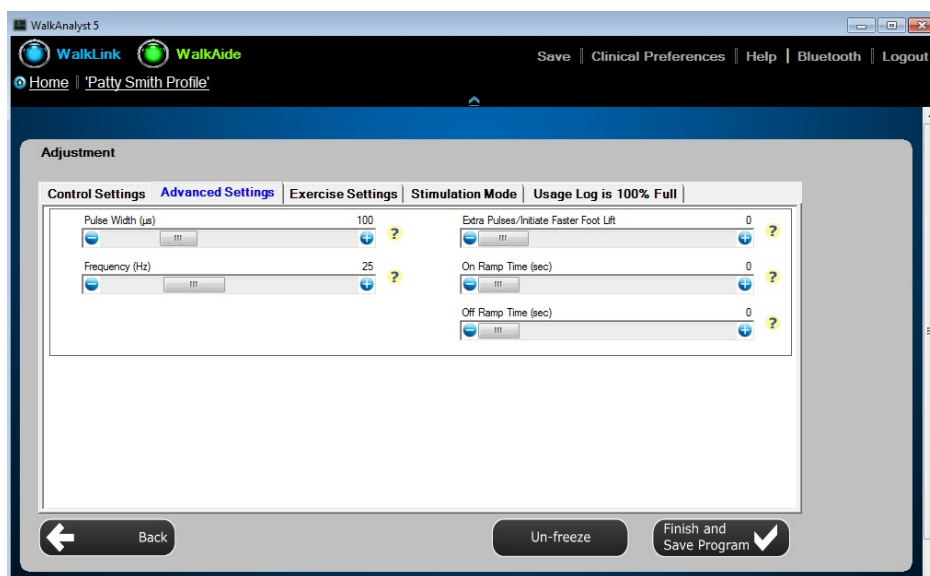 WalkAnalyst 5
WalkLink WalkAide
Save Clinical Preferences Help Bluetooth Logout
Home 'Patty Smith Profile'
Adjustment
Control Settings Advanced Settings Exercise Settings Stimulation Mode Usage Log is 100% Full
Pulse Width (µs) 100 ?
Extra Pulses/Initiate Faster Foot Lift 0 ?
Frequency (Hz) 25 ?
On Ramp Time (sec) 0 ?
Off Ramp Time (sec) 0 ?
Back
Un-freeze
Finish and
Save Program